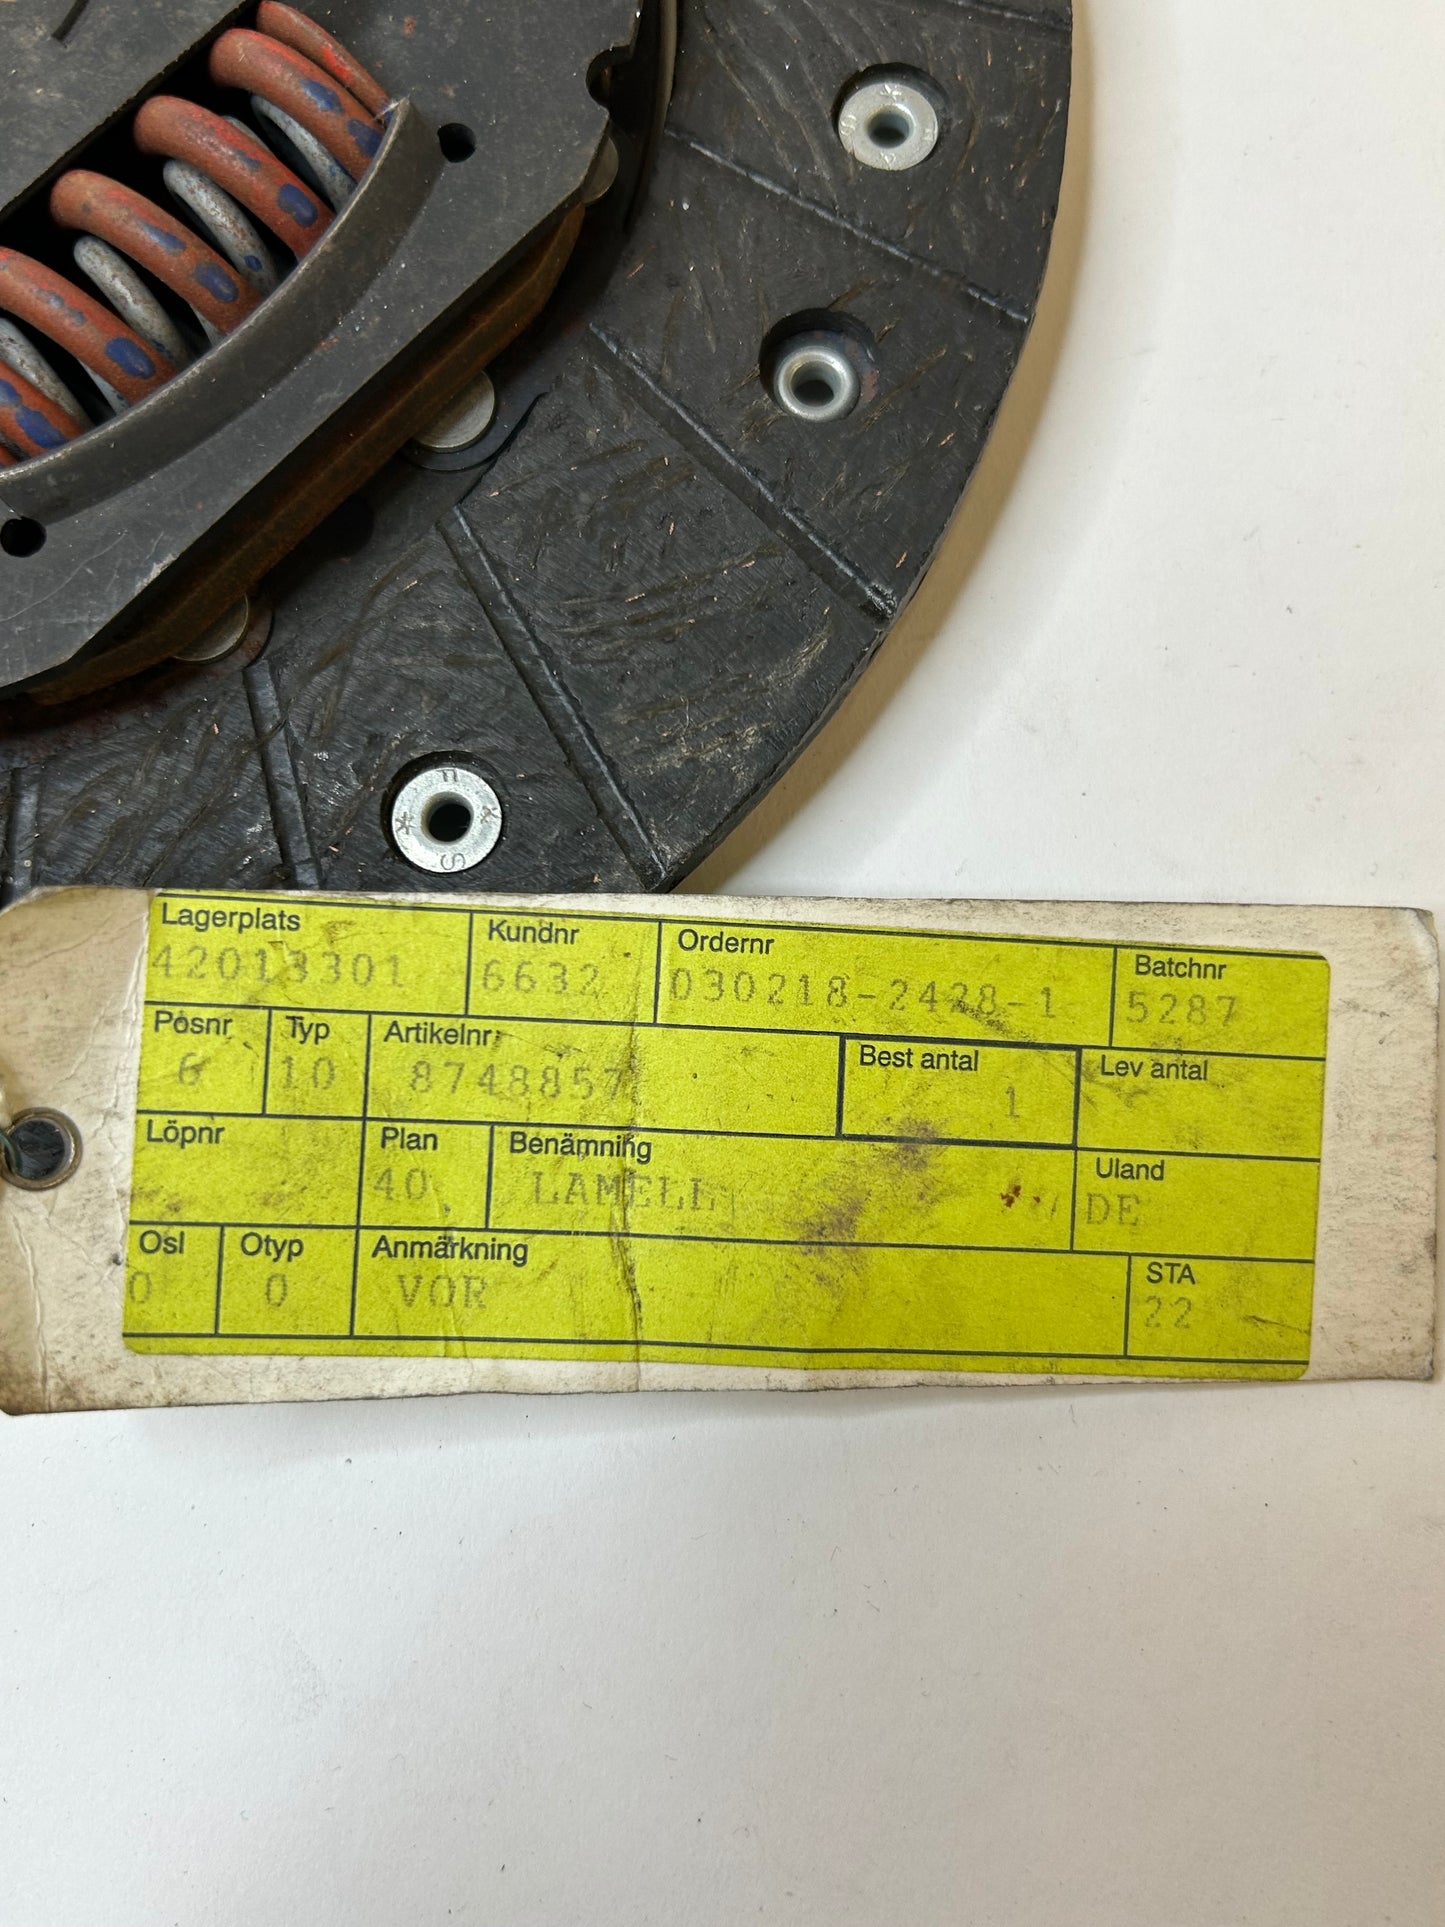 Lagerplats Kundnr Ordernr Batchnr
42013301 6632 030218-2428-1 5287
Posnr Typ Artikelnr Best antal Lev antal
6 10 8748857 1
Löpnr Plan Benämning Uland
40 LAMELL DE
Osl Otyp Anmärkning STA
0 0 VOR 22